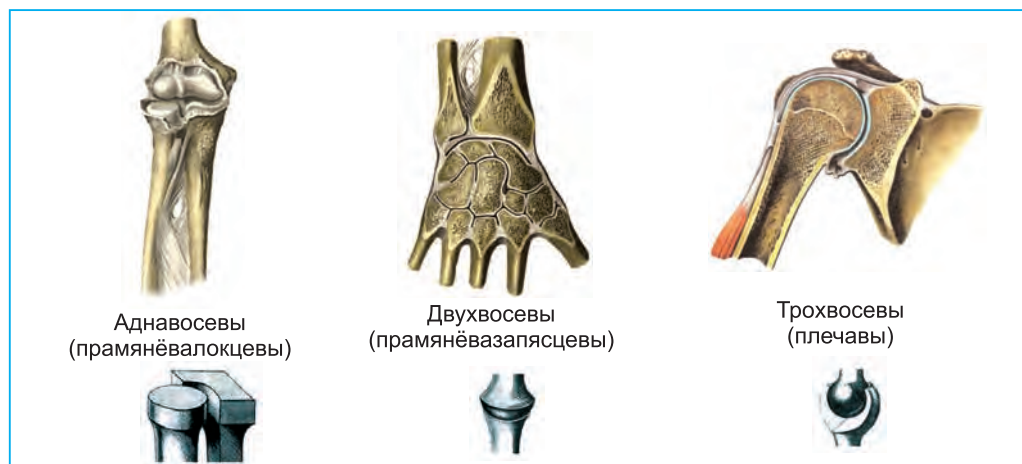 Аднавосевы
(прамянёвалокцевы)
Двухвосевы
(прамянёвазапясцевы)
Трохвосевы
(плечавы)